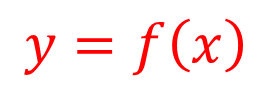 y = f(x)